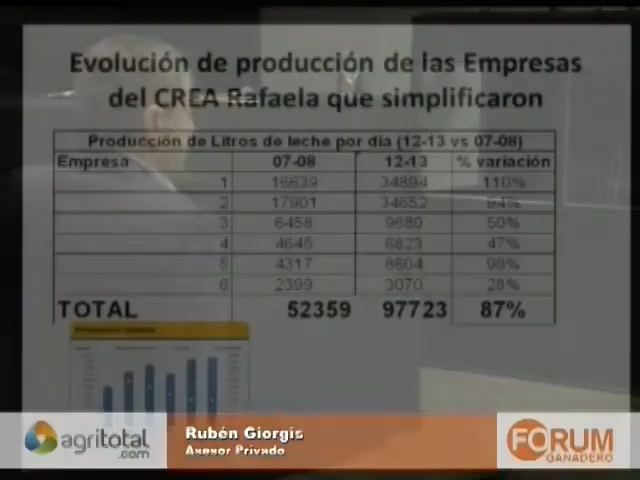 Evolución de producción de las Empresas
del CREA Rafaela que simplificaron
Producción de Litros de leche por día (12-13 vs 07-08)
Empresa 07-08 12-13 % variación
1 16639 34894 110%
2 17901 34652 94%
3 6458 9680 50%
4 4645 6823 47%
5 4317 8604 99%
6 2399 3070 28%
TOTAL 52359 97723 87%
agritotal
.com
Rubén Giorgis
Asesor Privado
FORUM
GANADERO